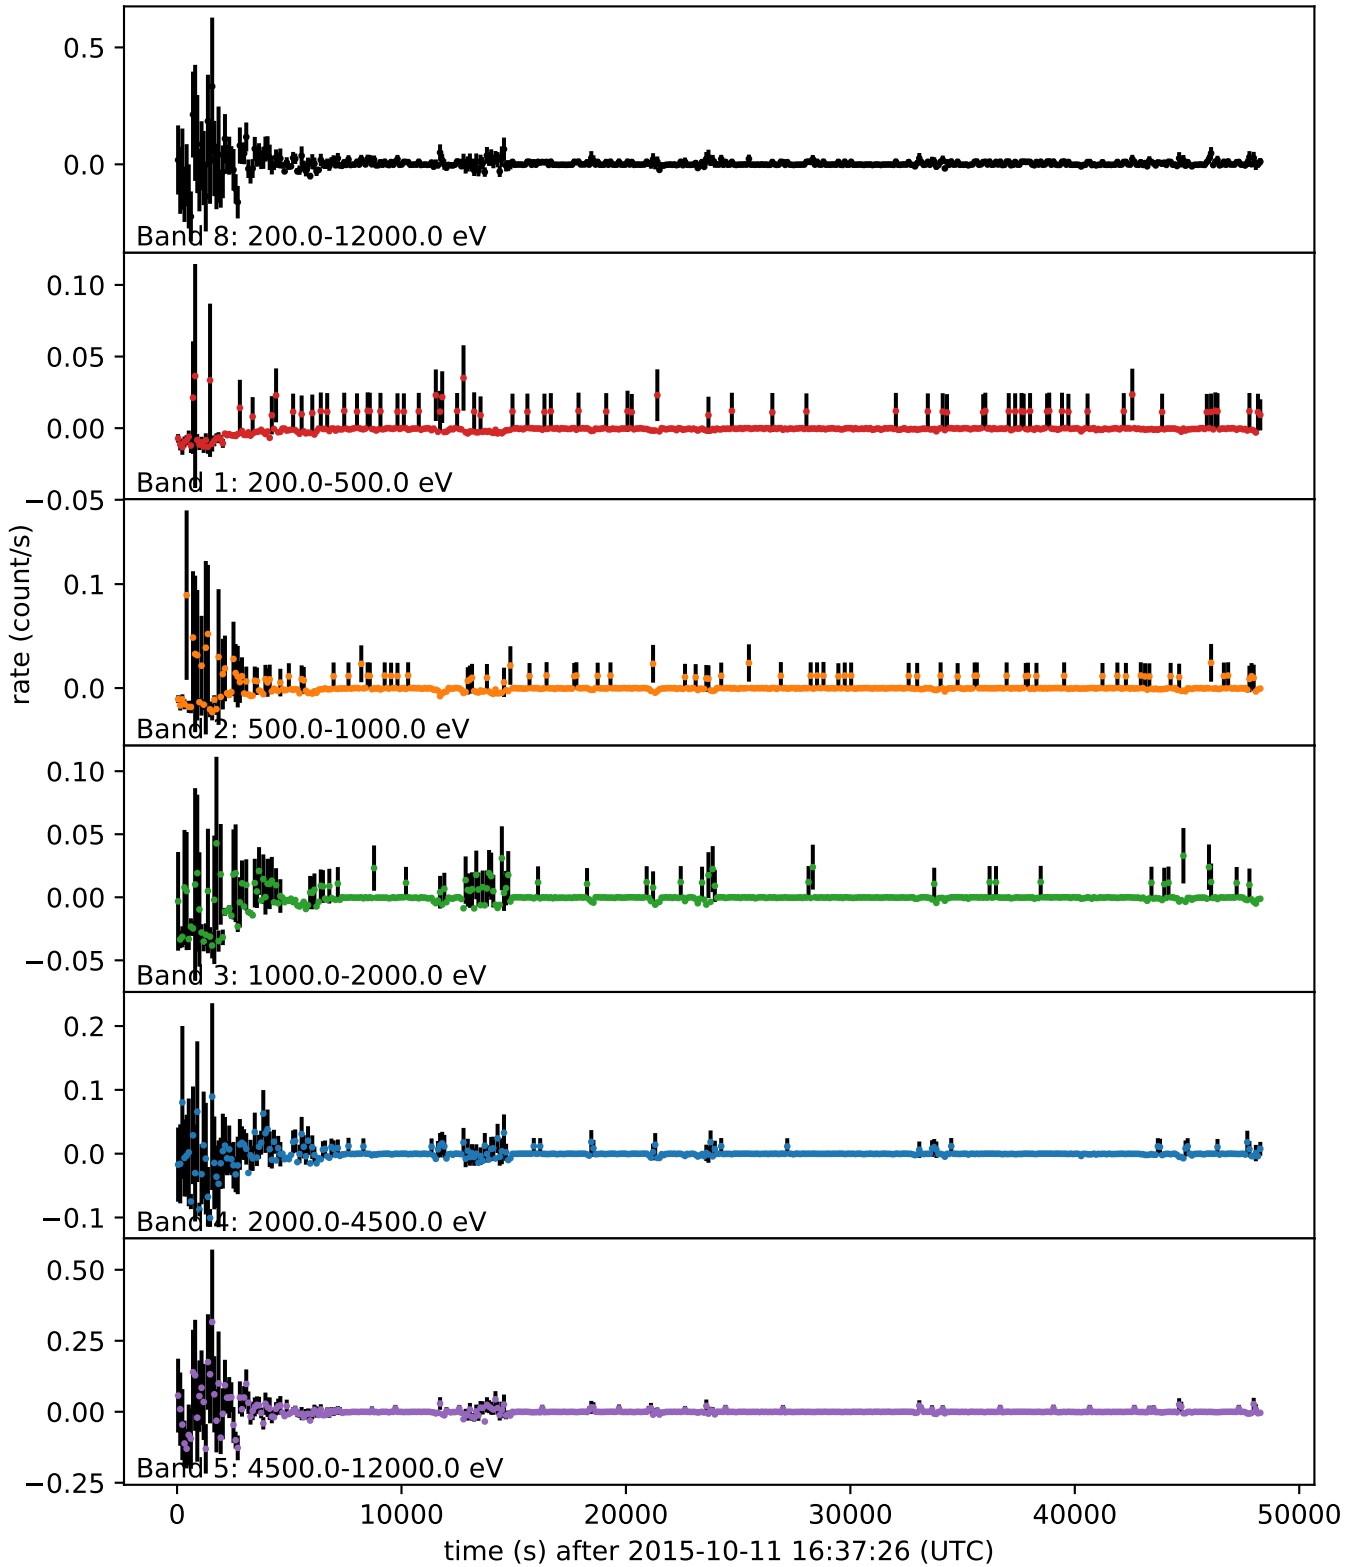 0.5
0.0
Band 8: 200.0-12000.0 eV
0.10
0.05
0.00
−0.05
Band 1: 200.0-500.0 eV
0.1
0.0
Band 2: 500.0-1000.0 eV
rate (count/s)
0.10
0.05
0.00
−0.05
Band 3: 1000.0-2000.0 eV
0.2
0.1
0.0
−0.1
Band 4: 2000.0-4500.0 eV
0.50
0.25
0.00
−0.25
Band 5: 4500.0-12000.0 eV
0 10000 20000 30000 40000 50000
time (s) after 2015-10-11 16:37:26 (UTC)